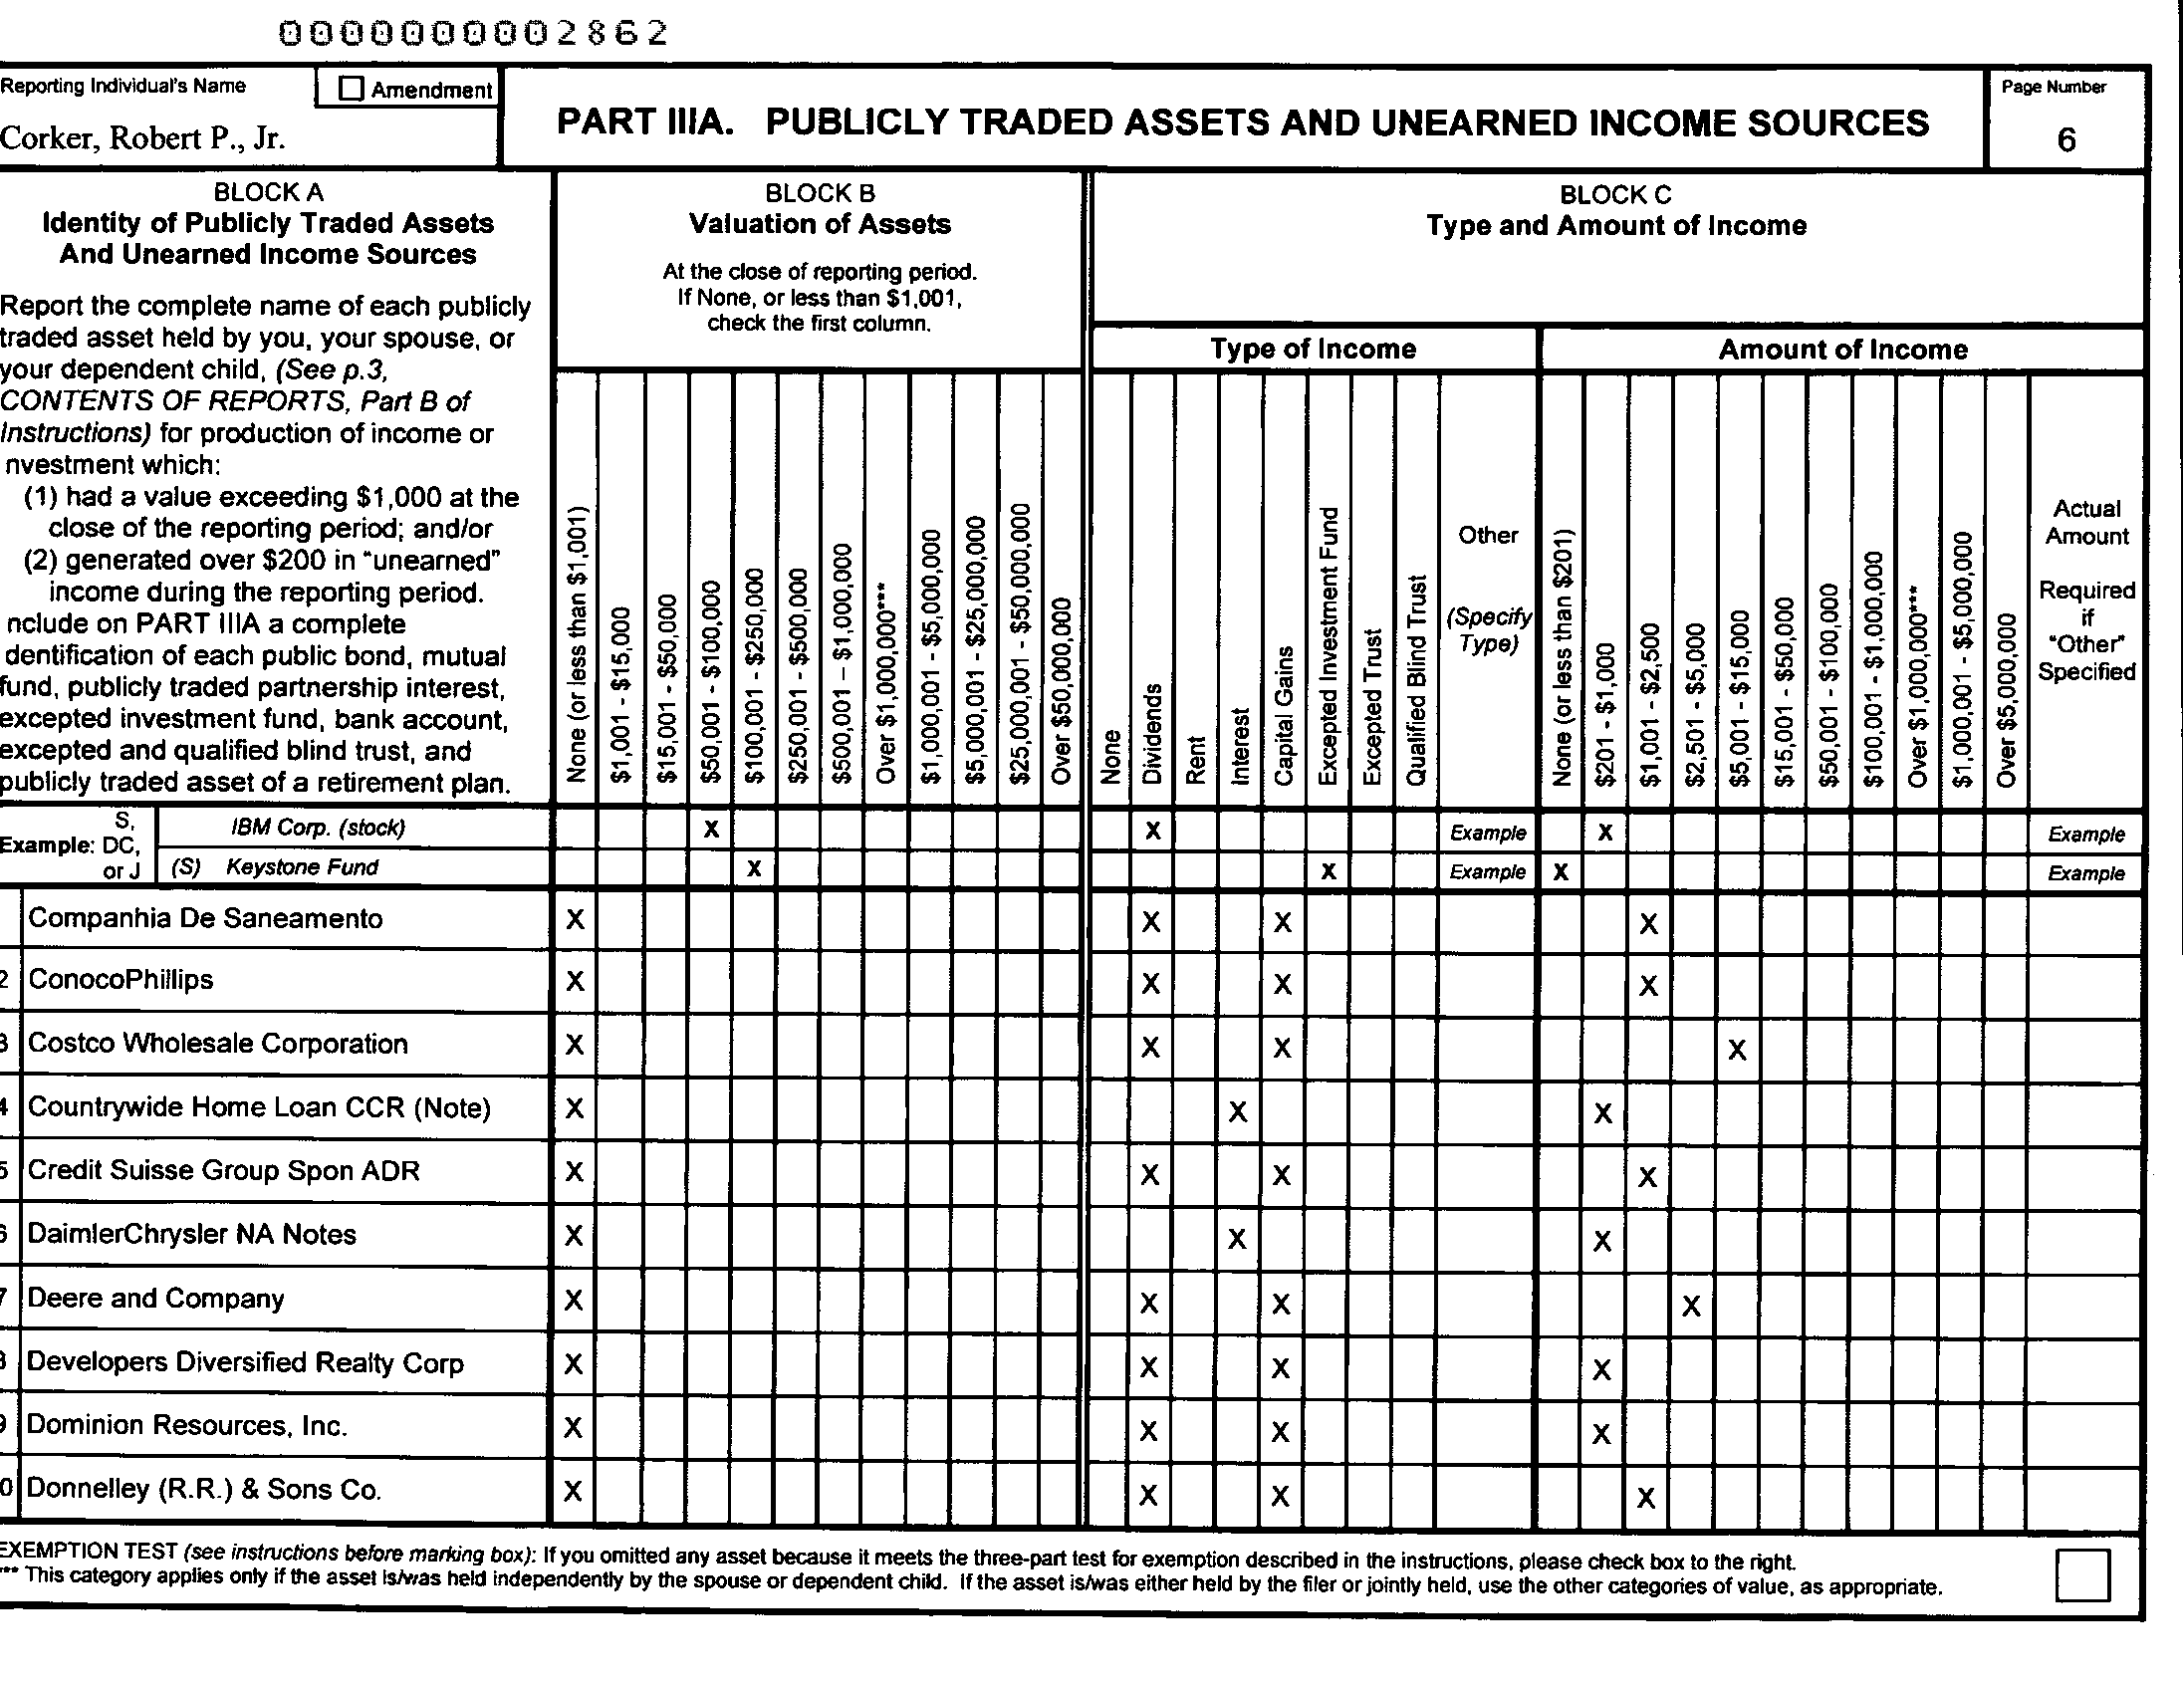 0000000002862
Reporting Individual's Name
Amendment
Corker, Robert P., Jr.
PART IIIA. PUBLICLY TRADED ASSETS AND UNEARNED INCOME SOURCES
Page Number
6
BLOCK A
Identity of Publicly Traded Assets
And Unearned Income Sources
Report the complete name of each publicly
traded asset held by you, your spouse, or
your dependent child, (See p.3,
CONTENTS OF REPORTS, Part B of
Instructions) for production of income or
nvestment which:
(1) had a value exceeding $1,000 at the
close of the reporting period; and/or
(2) generated over $200 in "unearned"
income during the reporting period.
nclude on PART IIIA a complete
dentification of each public bond, mutual
fund, publicly traded partnership interest,
excepted investment fund, bank account,
excepted and qualified blind trust, and
publicly traded asset of a retirement plan.
BLOCK B
Valuation of Assets
At the close of reporting period.
If None, or less than $1,001,
check the first column.
None (or less than $1,001)
$1,001 - $15,000
$15,001 - $50,000
$50,001 - $100,000
$100,001 - $250,000
$250,001 - $500,000
$500,001 – $1,000,000
Over $1,000,000***
$1,000,001 - $5,000,000
$5,000,001 - $25,000,000
$25,000,001 - $50,000,000
Over $50,000,000
BLOCK C
Type and Amount of Income
Type of Income
None
Dividends
Rent
Interest
Capital Gains
Excepted Investment Fund
Excepted Trust
Qualified Blind Trust
Other
(Specify
Type)
Amount of Income
None (or less than $201)
$201 - $1,000
$1,001 - $2,500
$2,501 - $5,000
$5,001 - $15,000
$15,001 - $50,000
$50,001 - $100,000
$100,001 - $1,000,000
Over $1,000,000***
$1,000,001 - $5,000,000
Over $5,000,000
Actual
Amount
Required
if
"Other"
Specified
Example:
S,
DC,
or J
IBM Corp. (stock) X X Example X Example
(S) Keystone Fund X X Example X Example
Companhia De Saneamento X X X X
2 ConocoPhillips X X X X
3 Costco Wholesale Corporation X X X X
4 Countrywide Home Loan CCR (Note) X X X
5 Credit Suisse Group Spon ADR X X X X
6 DaimlerChrysler NA Notes X X X
7 Deere and Company X X X X
8 Developers Diversified Realty Corp X X X X
9 Dominion Resources, Inc. X X X X
0 Donnelley (R.R.) & Sons Co. X X X X
EXEMPTION TEST (see instructions before marking box): If you omitted any asset because it meets the three-part test for exemption described in the instructions, please check box to the right.
*** This category applies only if the asset is/was held independently by the spouse or dependent child. If the asset is/was either held by the filer or jointly held, use the other categories of value, as appropriate.